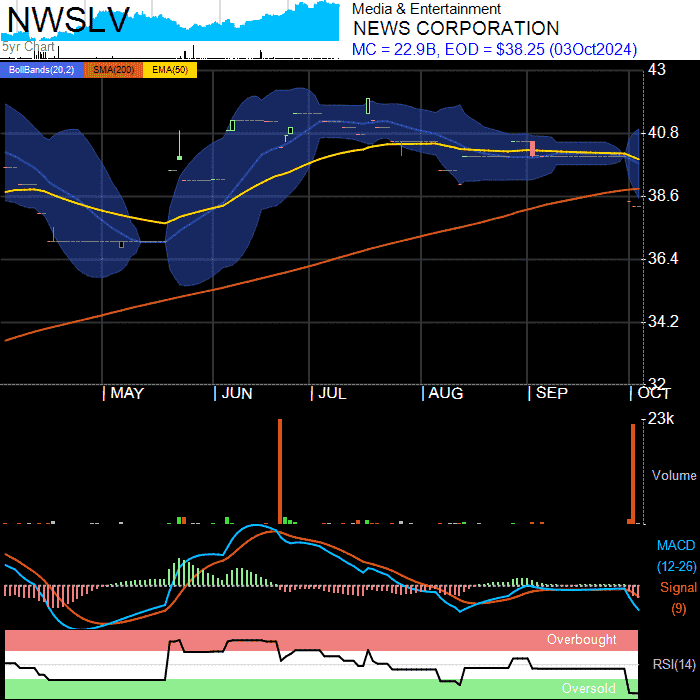 NWSLV
5yr Chart
Media & Entertainment
NEWS CORPORATION
MC = 22.9B, EOD = $38.25 (03Oct2024)
BollBands(20,2) SMA(200) EMA(50)
43
40.8
38.6
36.4
34.2
32
MAY JUN JUL AUG SEP OCT
23k
Volume
MACD
(12-26)
Signal
(9)
Overbought
RSI(14)
Oversold